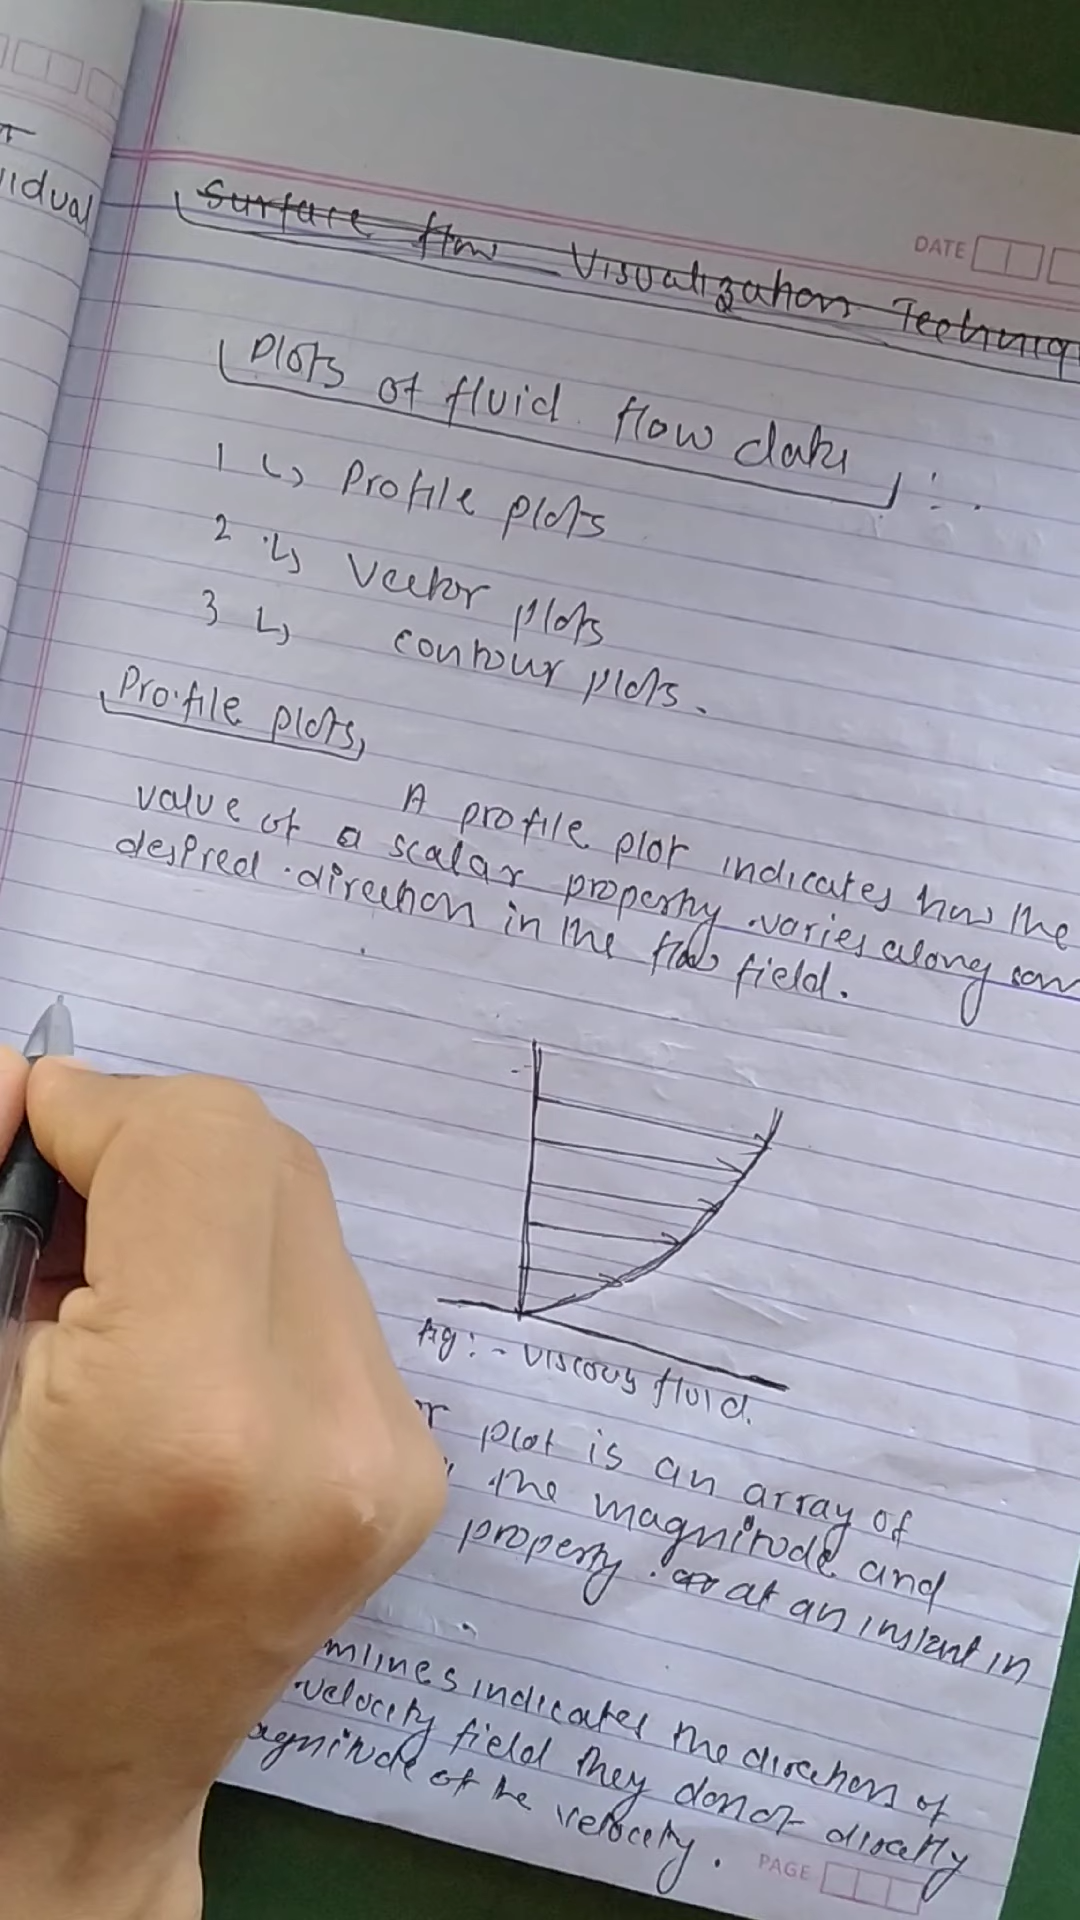 vidual
Surface flow Visualization Techniq
DATE
Plots of fluid flow data :-
1 Profile plots
2 Vector plots
3 contour plots.
Profile plots,
A profile plot indicates how the
value of a scalar property varies along som
desired direction in the flow field.
fig:- viscous fluid.
r plot is an array of
the magnitude and
property. at an instant in
mlines indicates the direction of
velocity field they donot directly
agnitude of the velocity.
PAGE